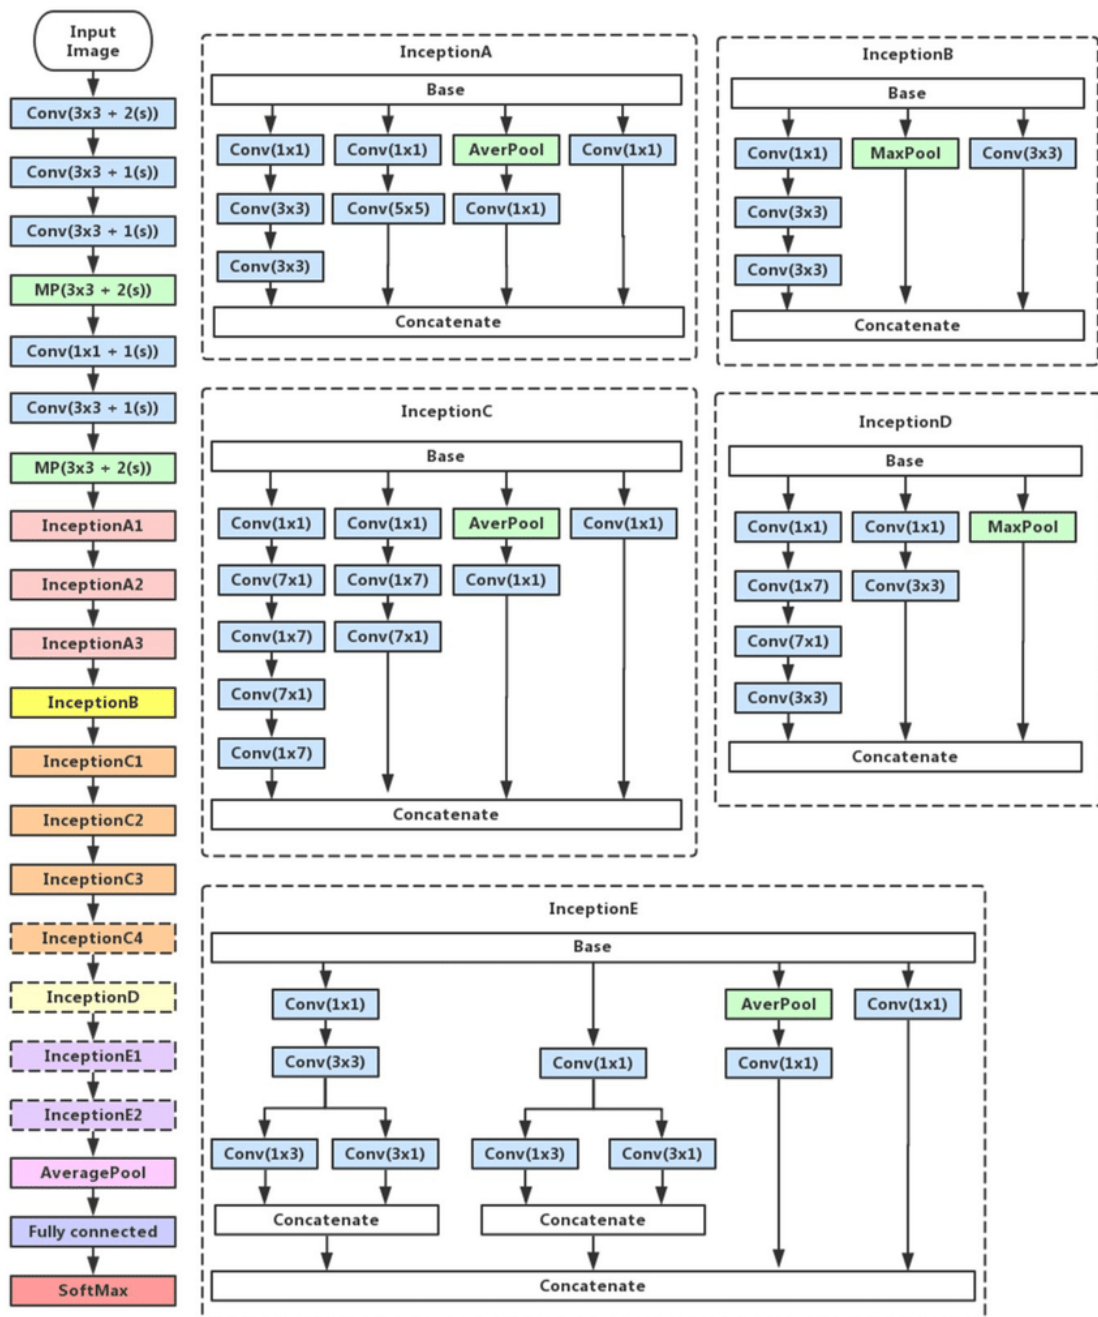 Input
Image
Conv(3x3 + 2(s))
Conv(3x3 + 1(s))
Conv(3x3 + 1(s))
MP(3x3 + 2(s))
Conv(1x1 + 1(s))
Conv(3x3 + 1(s))
MP(3x3 + 2(s))
InceptionA1
InceptionA2
InceptionA3
InceptionB
InceptionC1
InceptionC2
InceptionC3
InceptionC4
InceptionD
InceptionE1
InceptionE2
AveragePool
Fully connected
SoftMax
InceptionA
Base
Conv(1x1) Conv(1x1) AverPool Conv(1x1)
Conv(3x3) Conv(5x5) Conv(1x1)
Conv(3x3)
Concatenate
InceptionB
Base
Conv(1x1) MaxPool Conv(3x3)
Conv(3x3)
Conv(3x3)
Concatenate
InceptionC
Base
Conv(1x1) Conv(1x1) AverPool Conv(1x1)
Conv(7x1) Conv(1x7) Conv(1x1)
Conv(1x7) Conv(7x1)
Conv(7x1)
Conv(1x7)
Concatenate
InceptionD
Base
Conv(1x1) Conv(1x1) MaxPool
Conv(1x7) Conv(3x3)
Conv(7x1)
Conv(3x3)
Concatenate
InceptionE
Base
Conv(1x1) AverPool Conv(1x1)
Conv(3x3) Conv(1x1) Conv(1x1)
Conv(1x3) Conv(3x1) Conv(1x3) Conv(3x1)
Concatenate Concatenate
Concatenate